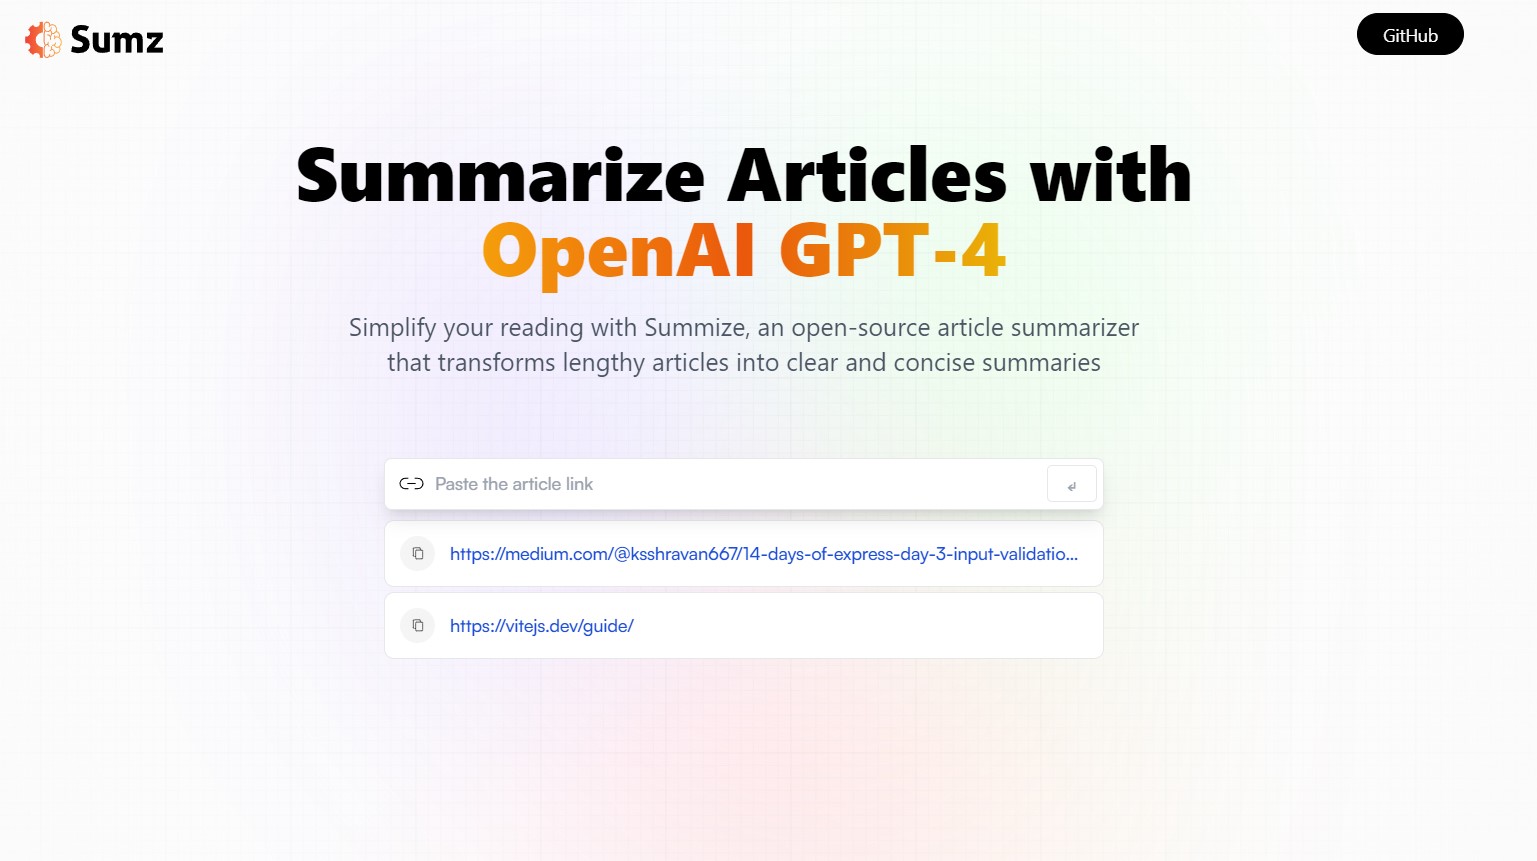 Sumz
GitHub
Summarize Articles with
OpenAI GPT-4
Simplify your reading with Summize, an open-source article summarizer
that transforms lengthy articles into clear and concise summaries
Paste the article link
↵
https://medium.com/@ksshravan667/14-days-of-express-day-3-input-validatio...
https://vitejs.dev/guide/